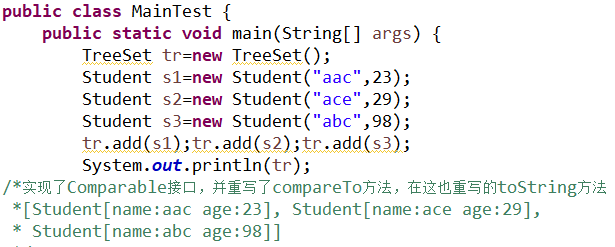 public class MainTest {
public static void main(String[] args) {
TreeSet tr=new TreeSet();
Student s1=new Student("aac",23);
Student s2=new Student("ace",29);
Student s3=new Student("abc",98);
tr.add(s1);tr.add(s2);tr.add(s3);
System.out.println(tr);
/*实现了Comparable接口，并重写了compareTo方法，在这也重写的toString方法
*[Student[name:aac age:23], Student[name:ace age:29],
* Student[name:abc age:98]]